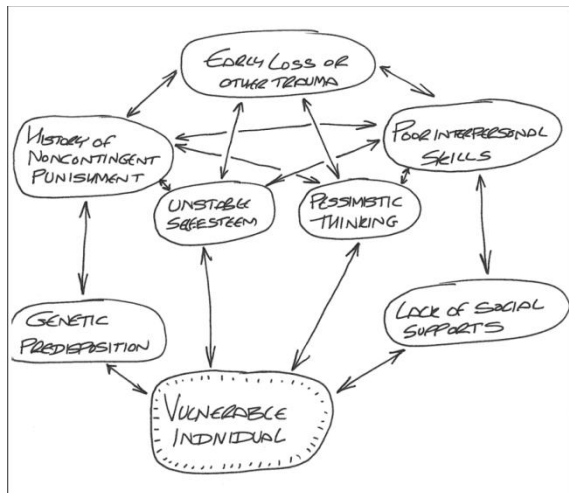 EARLY LOSS OR
OTHER TRAUMA
HISTORY OF
NONCONTINGENT
PUNISHMENT
POOR INTERPERSONAL
SKILLS
UNSTABLE
SELFESTEEM
PESSIMISTIC
THINKING
GENETIC
PREDISPOSITION
LACK OF SOCIAL
SUPPORTS
VULNERABLE
INDIVIDUAL